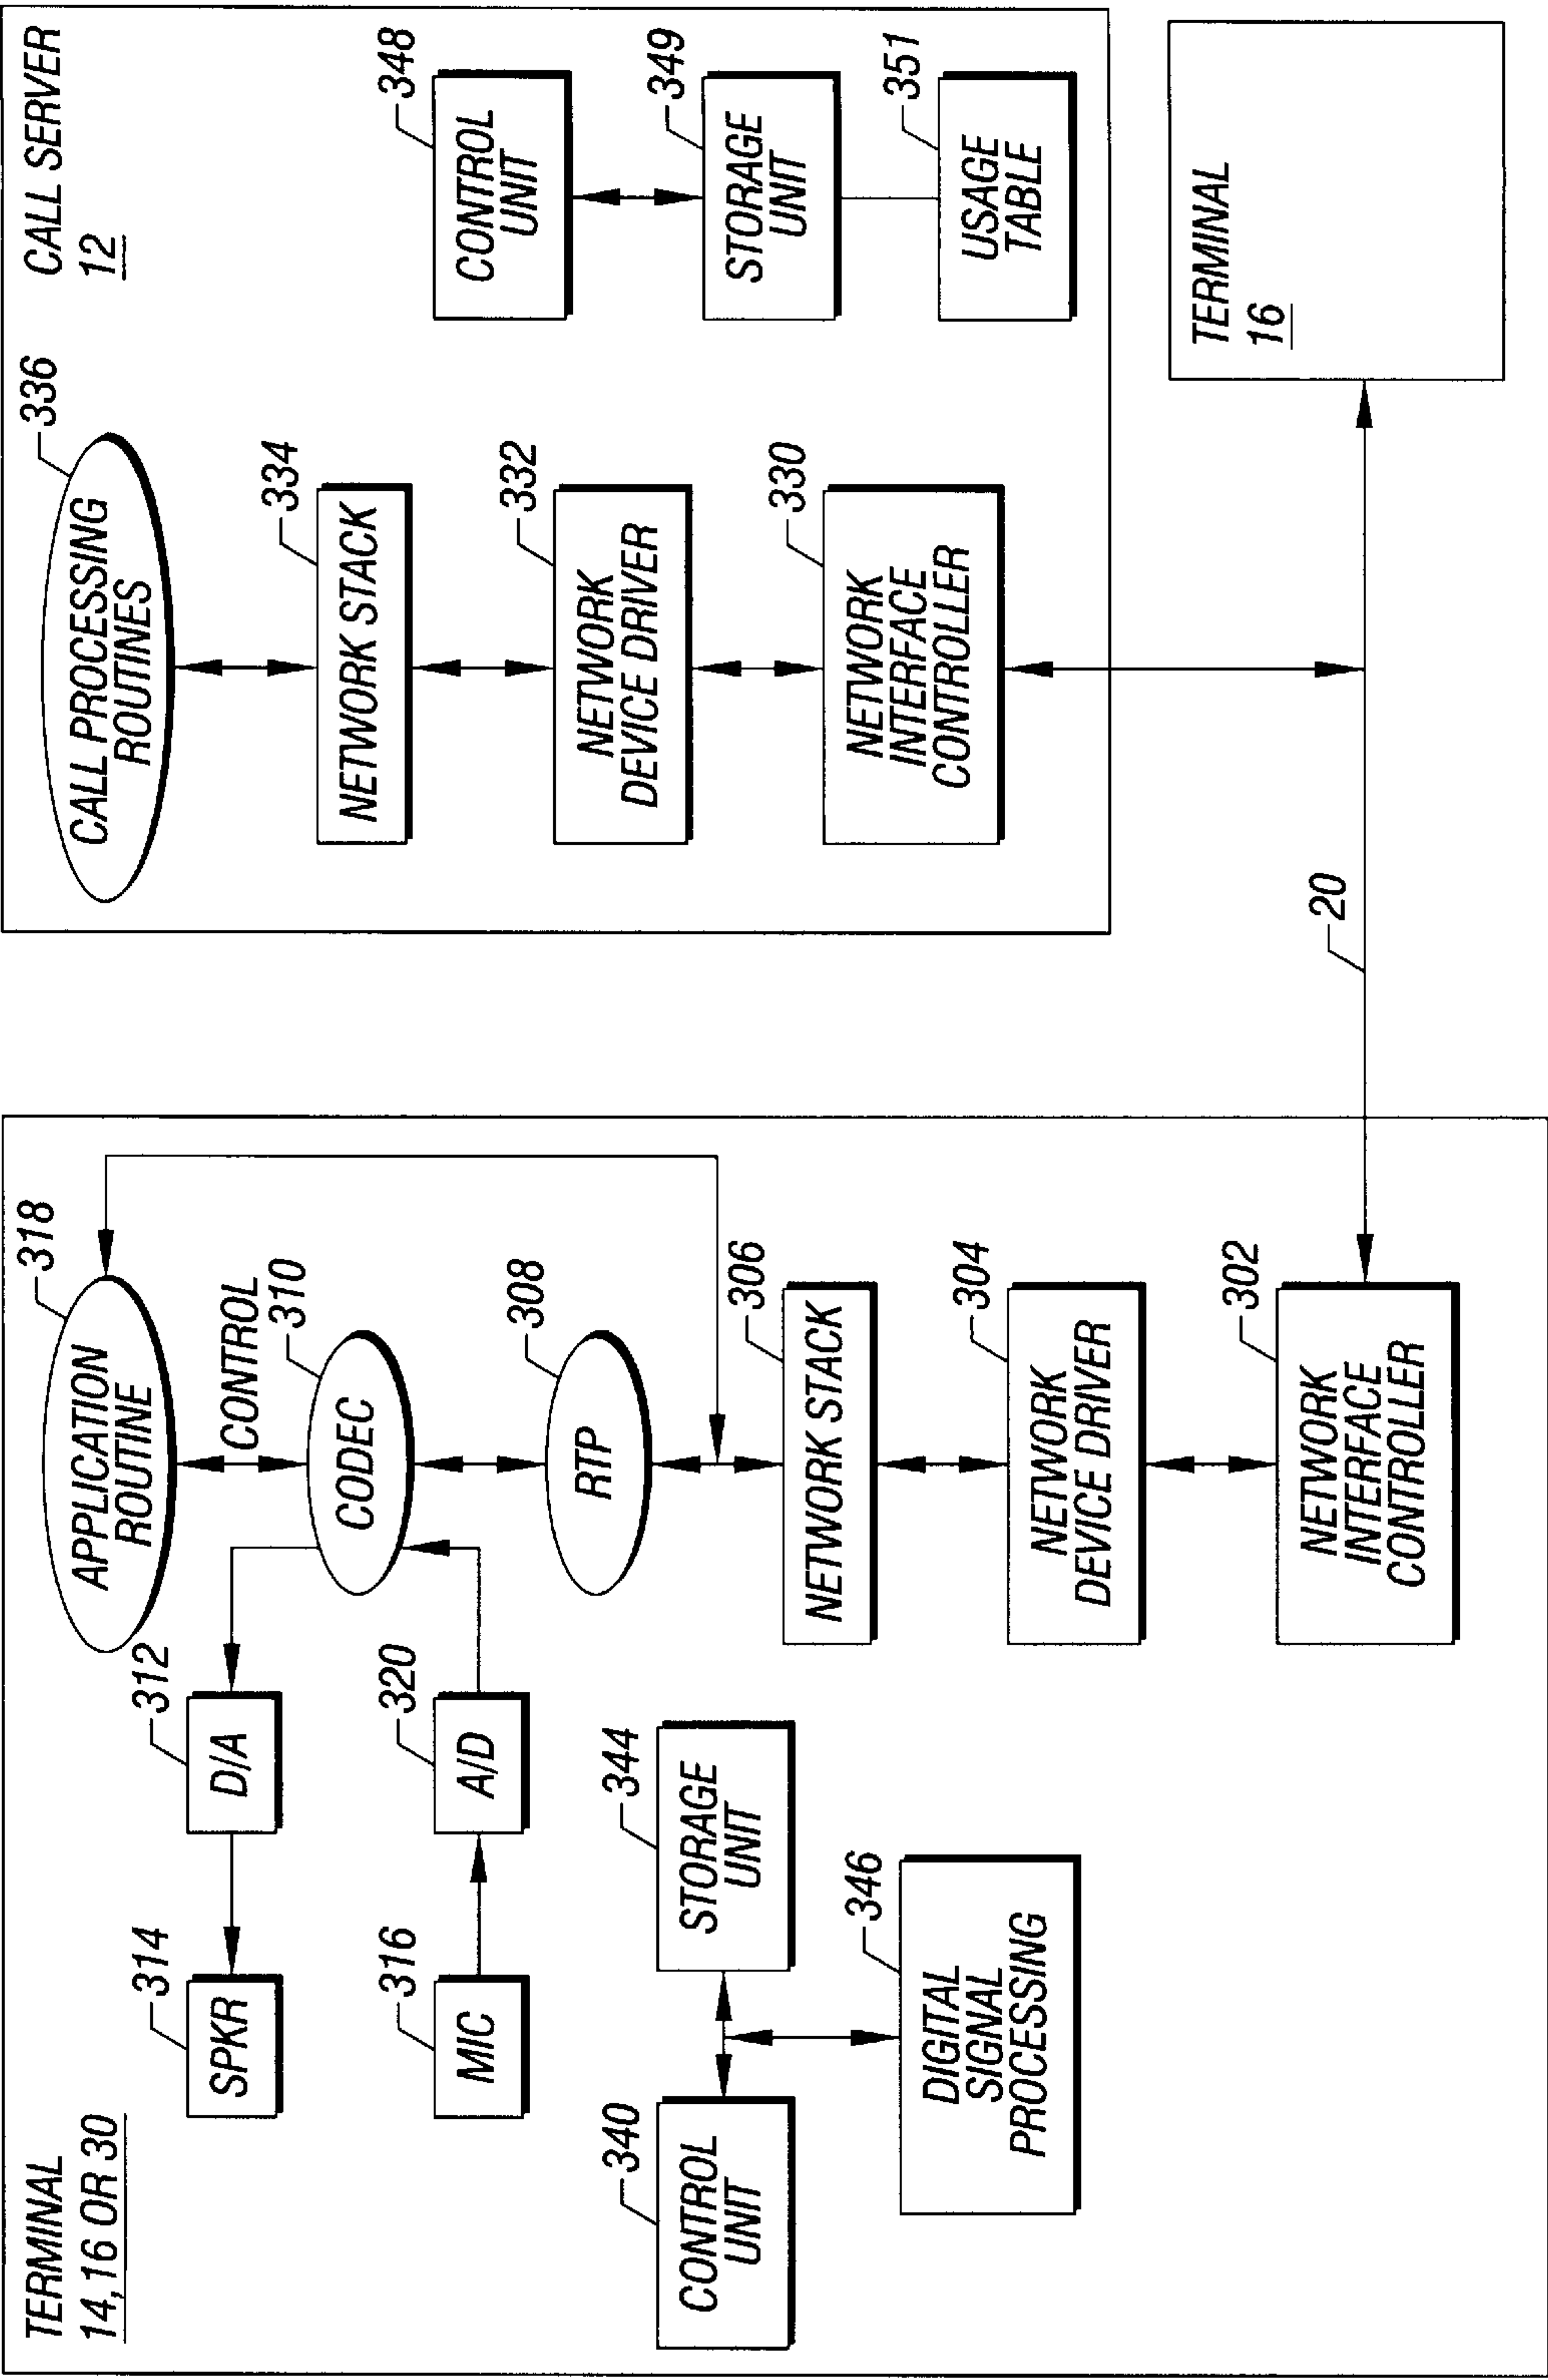 TERMINAL
14, 16 OR 30
318
APPLICATION
ROUTINE
CONTROL
310
CODEC
312
D/A
314
SPKR
320
A/D
316
MIC
308
RTP
306
NETWORK STACK
304
NETWORK
DEVICE DRIVER
302
NETWORK
INTERFACE
CONTROLLER
344
STORAGE
UNIT
340
CONTROL
UNIT
346
DIGITAL
SIGNAL
PROCESSING
CALL SERVER
12
336
CALL PROCESSING
ROUTINES
334
NETWORK STACK
332
NETWORK
DEVICE DRIVER
330
NETWORK
INTERFACE
CONTROLLER
348
CONTROL
UNIT
349
STORAGE
UNIT
351
USAGE
TABLE
20
TERMINAL
16